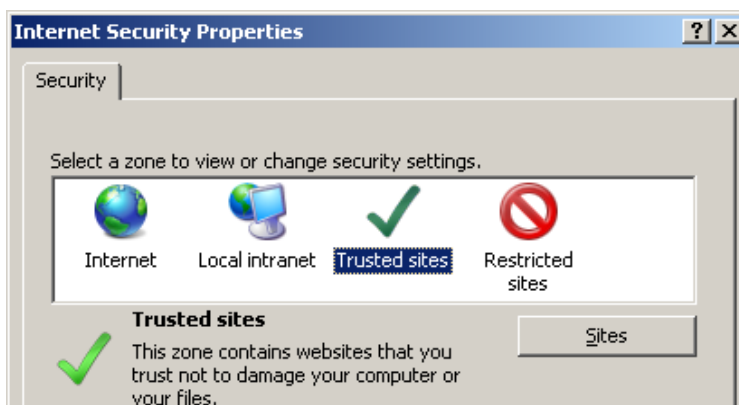 Internet Security Properties
Security
Select a zone to view or change security settings.
Internet
Local intranet
Trusted sites
Restricted
sites
Trusted sites
Sites
This zone contains websites that you
trust not to damage your computer or
your files.